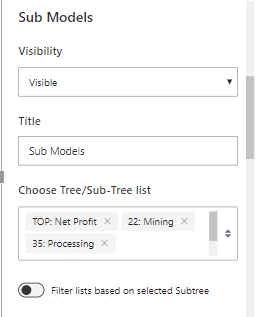 Sub Models
Visibility
Visible
Title
Sub Models
Choose Tree/Sub-Tree list
TOP: Net Profit × 22: Mining ×
35: Processing ×
Filter lists based on selected Subtree